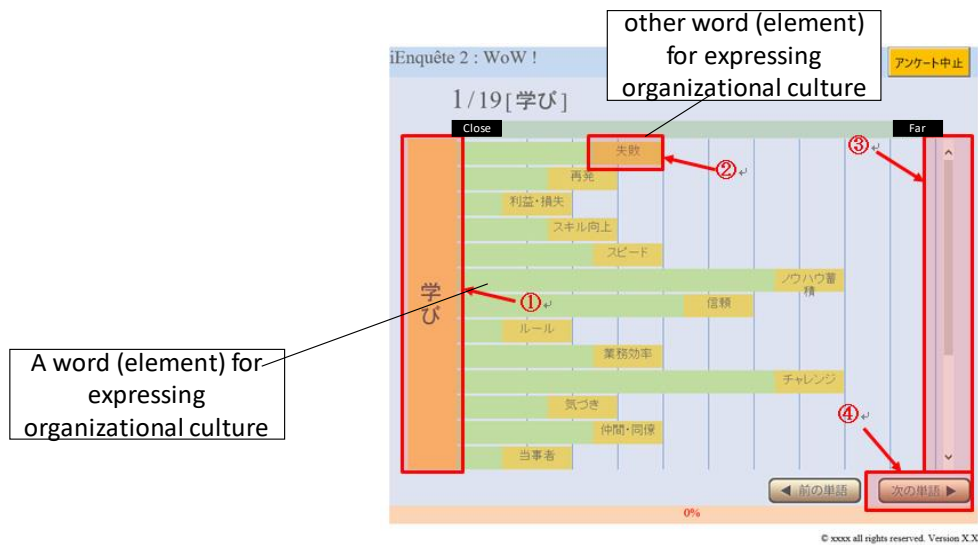 other word (element)
for expressing
organizational culture
iEnquête 2 : WoW !
アンケート中止
1/19[学び]
Close
Far
失敗
②
③
再発
利益・損失
スキル向上
スピード
学び
ノウハウ蓄
積
①
信頼
ルール
業務効率
チャレンジ
気づき
④
仲間・同僚
当事者
A word (element) for
expressing
organizational culture
◀ 前の単語
次の単語 ▶
0%
© xxxx all rights reserved. Version X.X